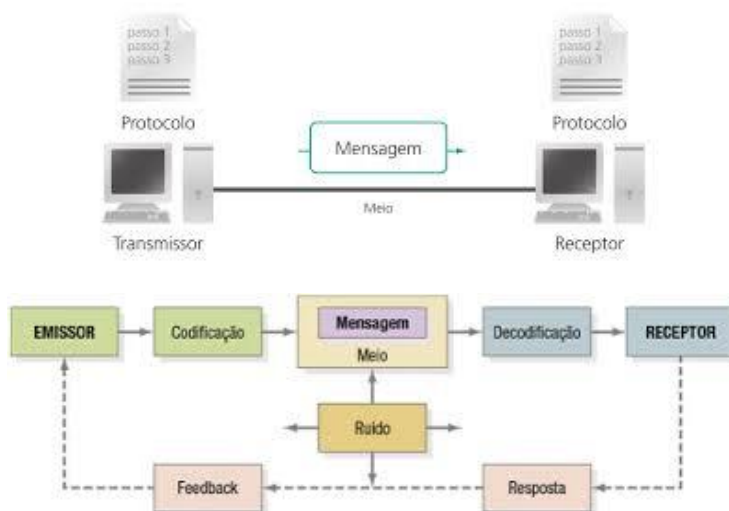 passo 1
passo 2
passo 3
passo 1
passo 2
passo 3
Protocolo
Protocolo
Mensagem
Meio
Transmissor
Receptor
EMISSOR
Codificação
Mensagem
Meio
Decodificação
RECEPTOR
Ruído
Feedback
Resposta